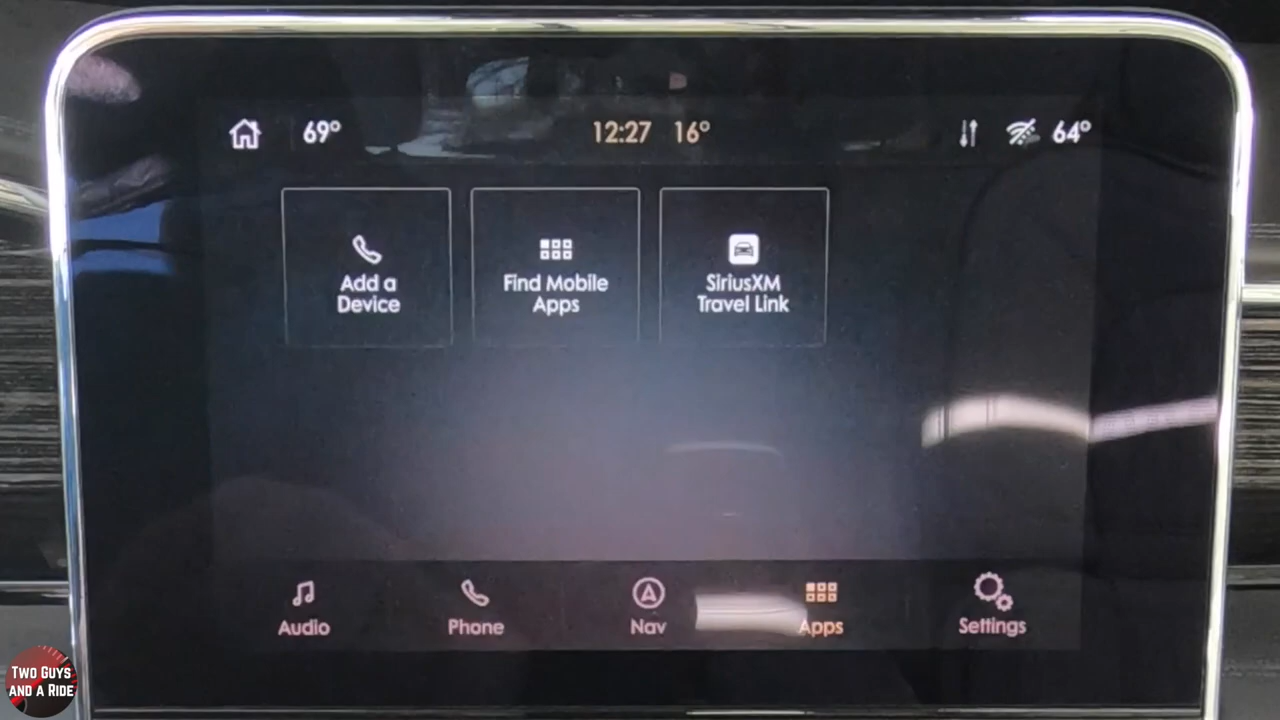 69° 12:27 16° 64°
Add a
Device
Find Mobile
Apps
SiriusXM
Travel Link
Audio Phone Nav Apps Settings
TWO GUYS
AND A RIDE